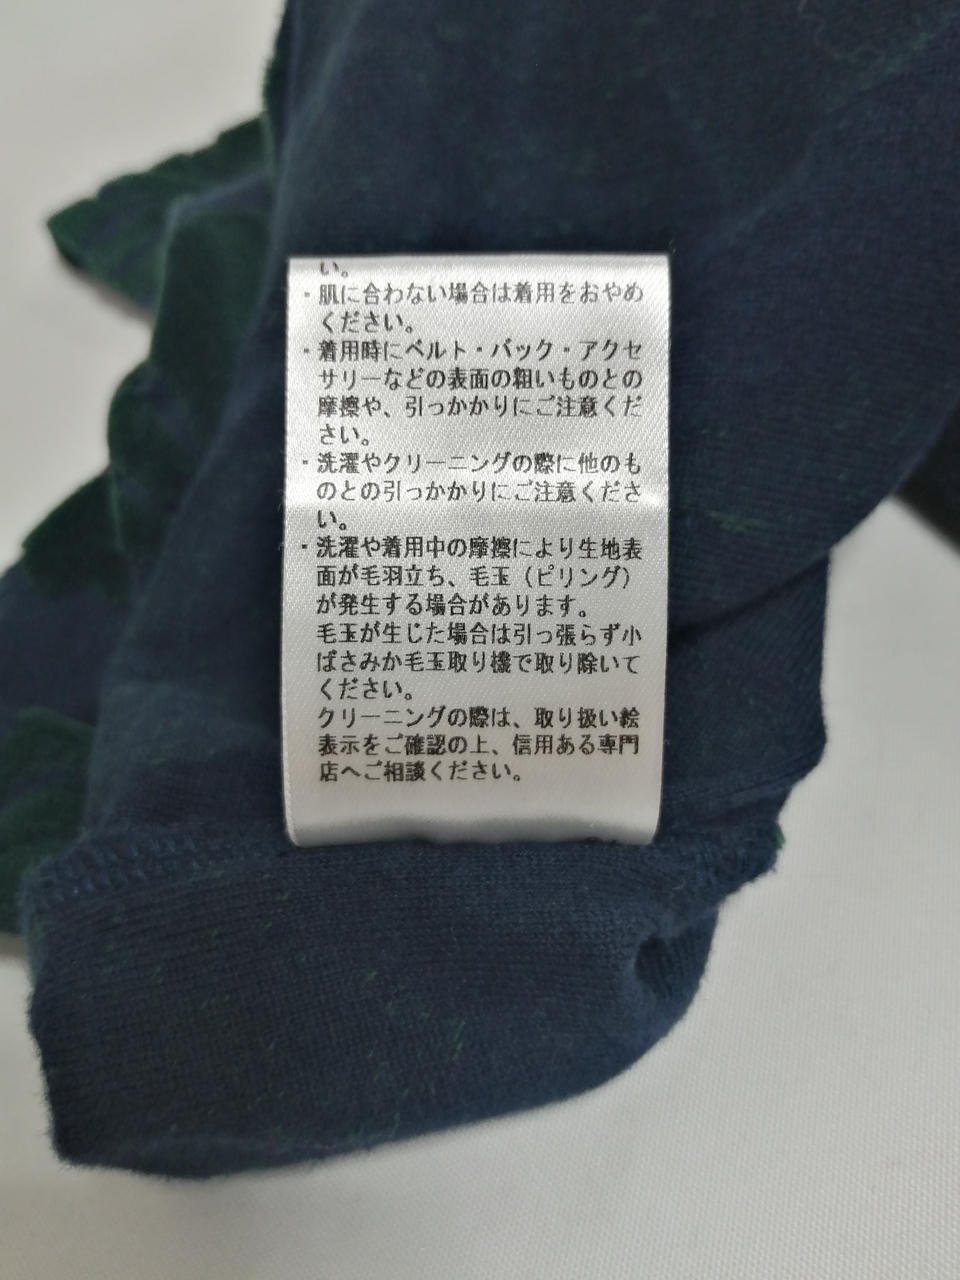 い。
・肌に合わない場合は着用をおやめ
ください。
・着用時にベルト・バック・アクセ
サリーなどの表面の粗いものとの
摩擦や、引っかかりにご注意くだ
さい。
・洗濯やクリーニングの際に他のも
のとの引っかかりにご注意くださ
い。
・洗濯や着用中の摩擦により生地表
面が毛羽立ち、毛玉（ピリング）
が発生する場合があります。
毛玉が生じた場合は引っ張らず小
ばさみか毛玉取り機で取り除いて
ください。
クリーニングの際は、取り扱い絵
表示をご確認の上、信用ある専門
店へご相談ください。